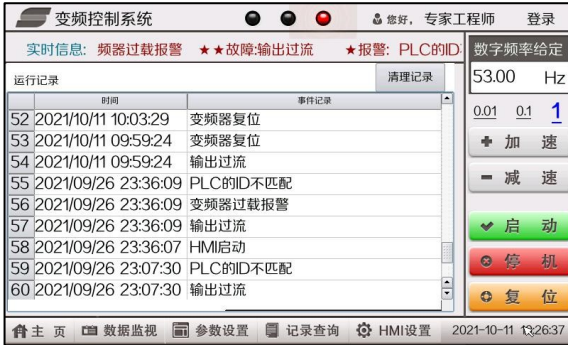 变频控制系统 您好, 专家工程师 登录
实时信息: 频器过载报警 ★★故障:输出过流 ★报警: PLC的ID
数字频率给定
运行记录 清理记录
53.00 Hz
时间 事件记录
0.01 0.1 1
52 2021/10/11 10:03:29 变频器复位
53 2021/10/11 09:59:24 变频器复位
加 速
54 2021/10/11 09:59:24 输出过流
55 2021/09/26 23:36:09 PLC的ID不匹配
减 速
56 2021/09/26 23:36:09 变频器过载报警
57 2021/09/26 23:36:09 输出过流
启 动
58 2021/09/26 23:36:07 HMI启动
59 2021/09/26 23:07:30 PLC的ID不匹配
停 机
60 2021/09/26 23:07:30 输出过流
复 位
主 页 数据监视 参数设置 记录查询 HMI设置 2021-10-11 13:26:37